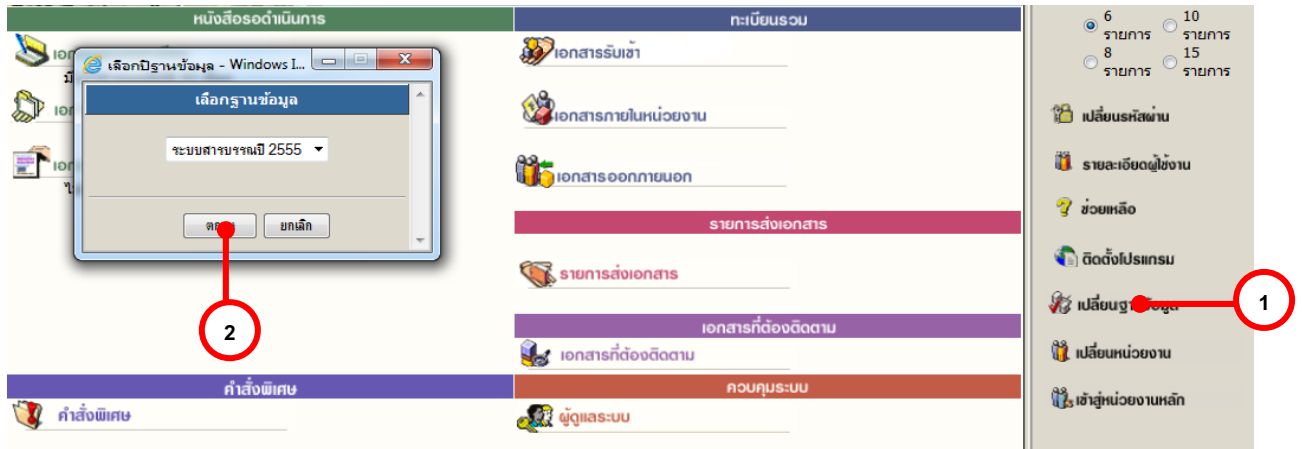 หนังสือรอดำเนินการ
เลือกปีฐานข้อมูล - Windows I...
เลือกฐานข้อมูล
ระบบสารบรรณปี 2555
ยกเลิก
2
คำสั่งพิเศษ
คำสั่งพิเศษ
ทะเบียนรวม
เอกสารรับเข้า
เอกสารภายในหน่วยงาน
เอกสารออกภายนอก
รายการส่งเอกสาร
รายการส่งเอกสาร
เอกสารที่ต้องติดตาม
เอกสารที่ต้องติดตาม
ควบคุมระบบ
ผู้ดูแลระบบ
6 รายการ
10 รายการ
8 รายการ
15 รายการ
เปลี่ยนรหัสผ่าน
รายละเอียดผู้ใช้งาน
ช่วยเหลือ
ติดตั้งโปรแกรม
เปลี่ยนฐานข้อมูล
1
เปลี่ยนหน่วยงาน
เข้าสู่หน่วยงานหลัก